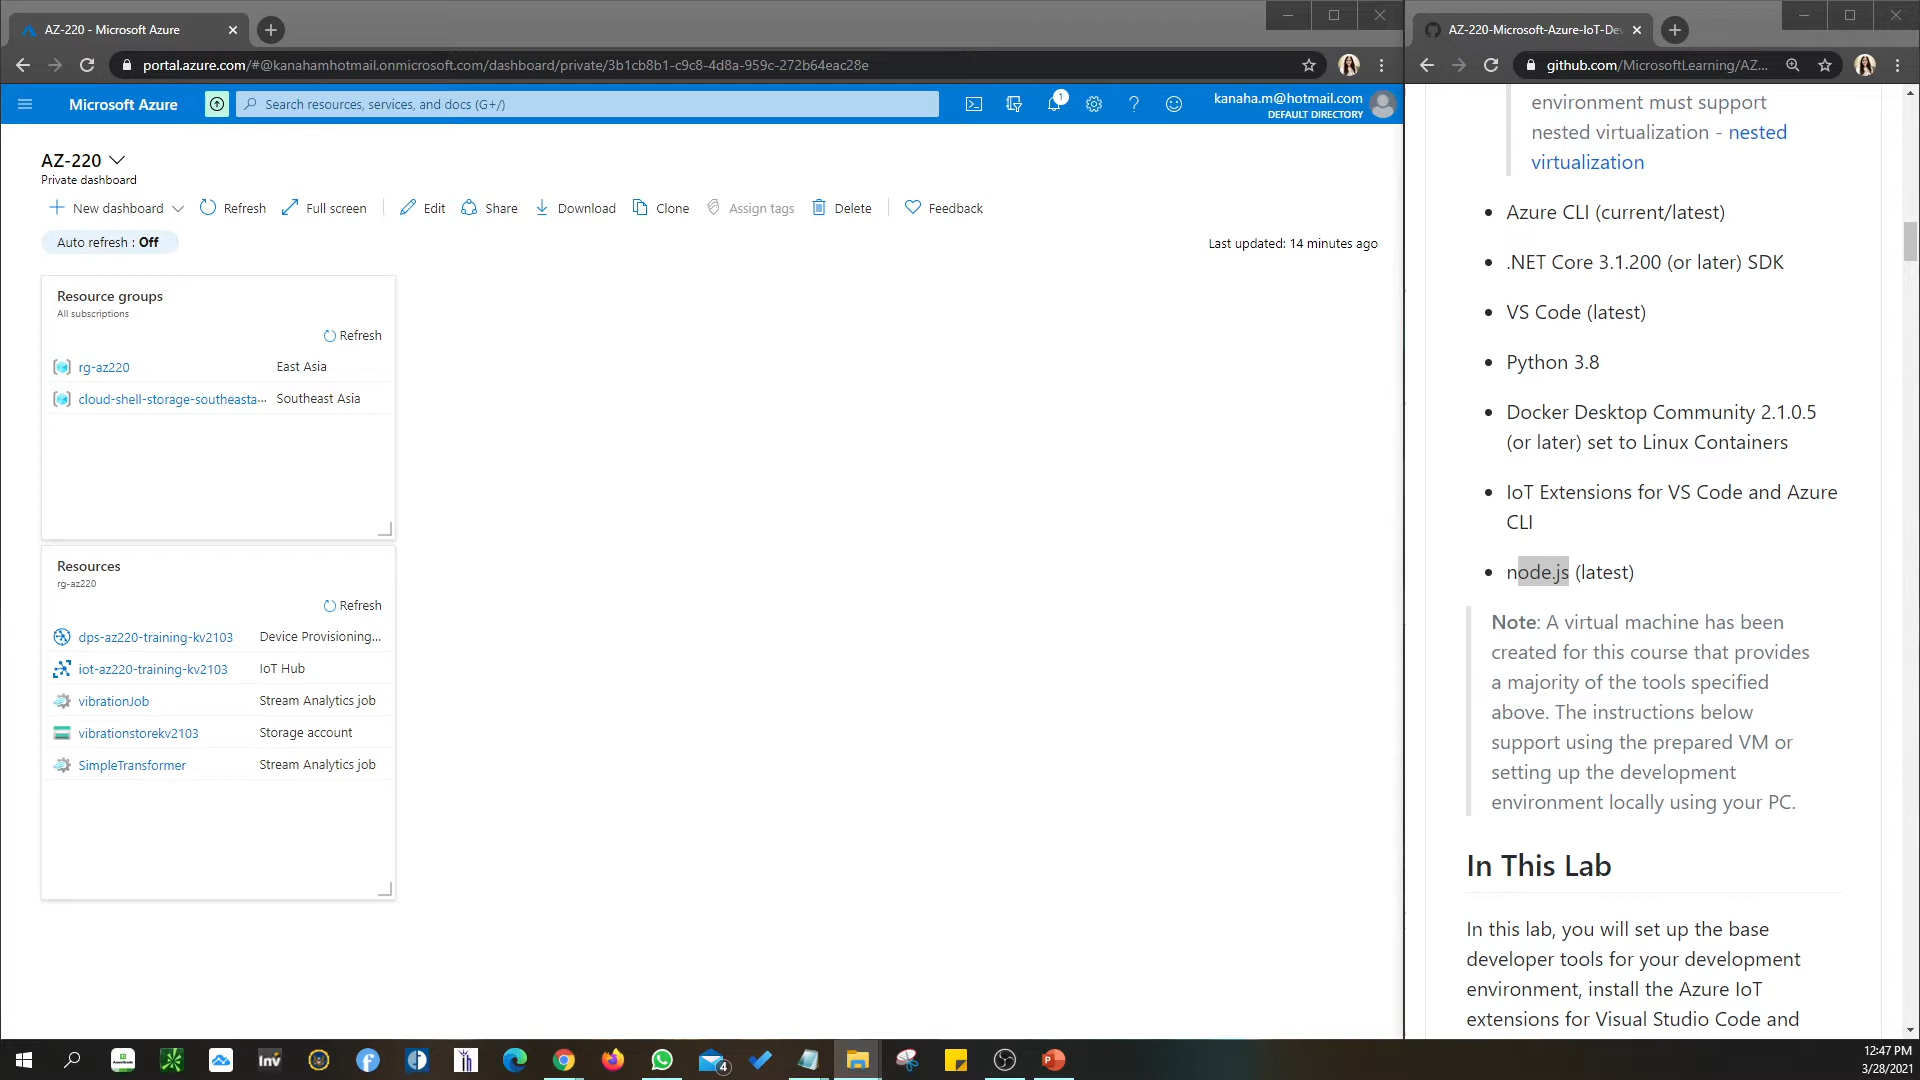 AZ-220 - Microsoft Azure
portal.azure.com/#@kanahamhotmail.onmicrosoft.com/dashboard/private/3b1cb8b1-c9c8-4d8a-959c-272b64eac28e
Microsoft Azure
Search resources, services, and docs (G+/)
1
kanaha.m@hotmail.com
DEFAULT DIRECTORY
AZ-220
Private dashboard
New dashboard
Refresh
Full screen
Edit
Share
Download
Clone
Assign tags
Delete
Feedback
Auto refresh : Off
Last updated: 14 minutes ago
Resource groups
All subscriptions
Refresh
rg-az220 East Asia
cloud-shell-storage-southeasta... Southeast Asia
Resources
rg-az220
Refresh
dps-az220-training-kv2103 Device Provisioning...
iot-az220-training-kv2103 IoT Hub
vibrationJob Stream Analytics job
vibrationstorekv2103 Storage account
SimpleTransformer Stream Analytics job
AZ-220-Microsoft-Azure-IoT-De
github.com/MicrosoftLearning/AZ...
environment must support
nested virtualization - nested
virtualization
Azure CLI (current/latest)
.NET Core 3.1.200 (or later) SDK
VS Code (latest)
Python 3.8
Docker Desktop Community 2.1.0.5
(or later) set to Linux Containers
IoT Extensions for VS Code and Azure
CLI
node.js (latest)
Note: A virtual machine has been
created for this course that provides
a majority of the tools specified
above. The instructions below
support using the prepared VM or
setting up the development
environment locally using your PC.
In This Lab
In this lab, you will set up the base
developer tools for your development
environment, install the Azure IoT
extensions for Visual Studio Code and
Inv
4
12:47 PM
3/28/2021